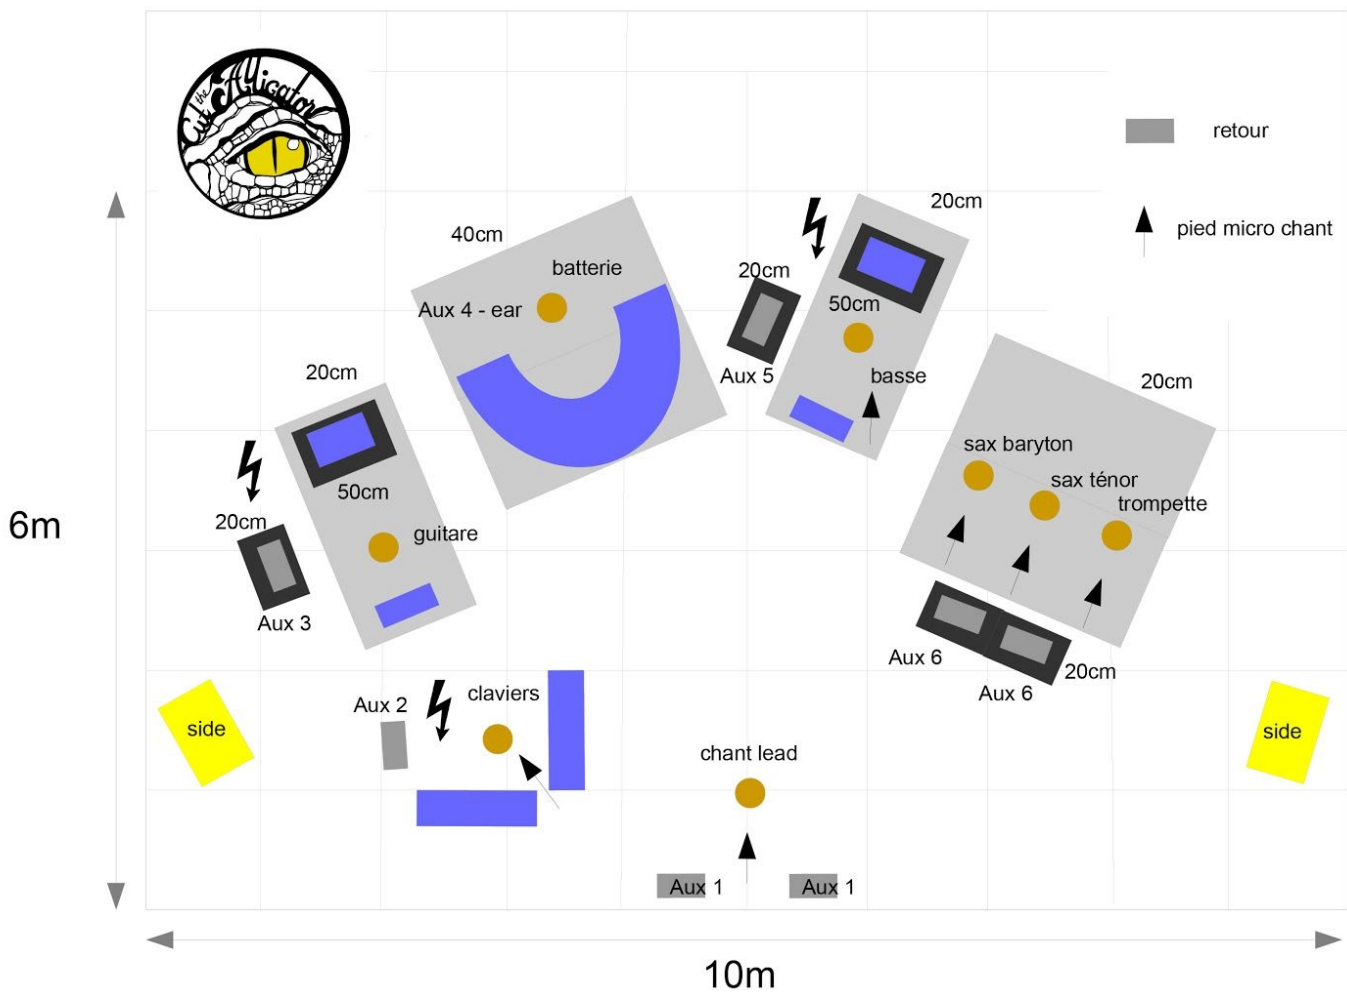 Cut the Alligator
retour
pied micro chant
20cm
40cm
batterie
20cm
Aux 4 - ear
50cm
Aux 5
basse
20cm
20cm
sax baryton
sax ténor
trompette
50cm
20cm
guitare
6m
Aux 3
Aux 6
20cm
Aux 6
claviers
Aux 2
side
side
chant lead
Aux 1
Aux 1
10m